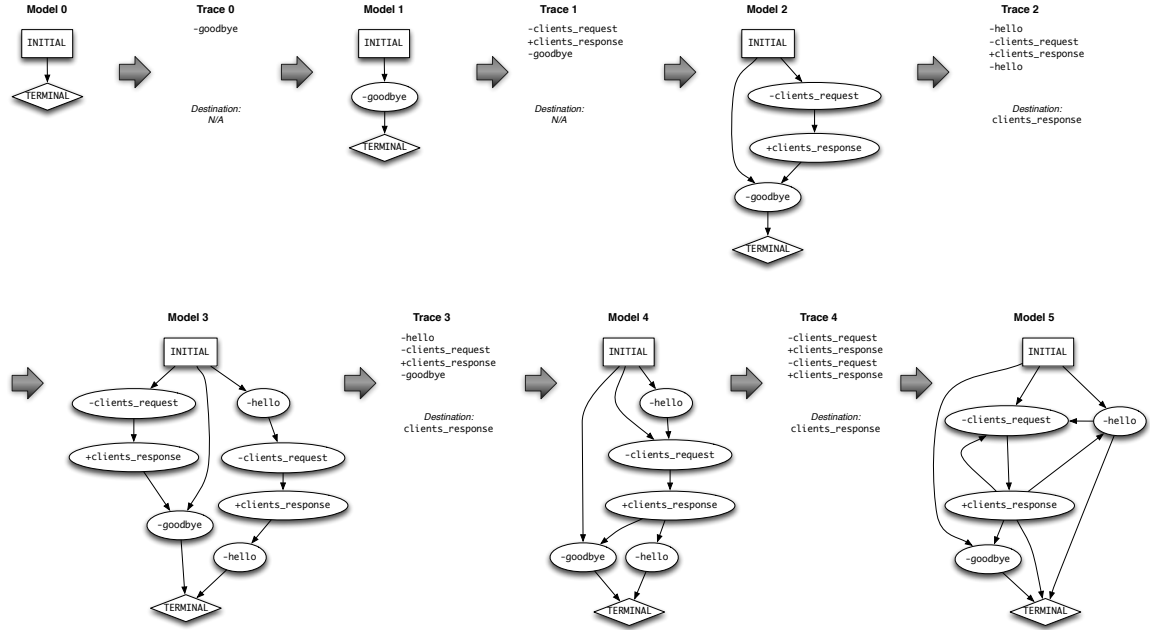 Model 0
INITIAL
TERMINAL
Trace 0
-goodbye
Destination:
N/A
Model 1
INITIAL
-goodbye
TERMINAL
Trace 1
-clients_request
+clients_response
-goodbye
Destination:
N/A
Model 2
INITIAL
-clients_request
+clients_response
-goodbye
TERMINAL
Trace 2
-hello
-clients_request
+clients_response
-hello
Destination:
clients_response
Model 3
INITIAL
-clients_request
-hello
+clients_response
-clients_request
+clients_response
-goodbye
-hello
TERMINAL
Trace 3
-hello
-clients_request
+clients_response
-goodbye
Destination:
clients_response
Model 4
INITIAL
-hello
-clients_request
+clients_response
-goodbye
-hello
TERMINAL
Trace 4
-clients_request
+clients_response
-clients_request
+clients_response
Destination:
clients_response
Model 5
INITIAL
-clients_request
-hello
+clients_response
-goodbye
TERMINAL